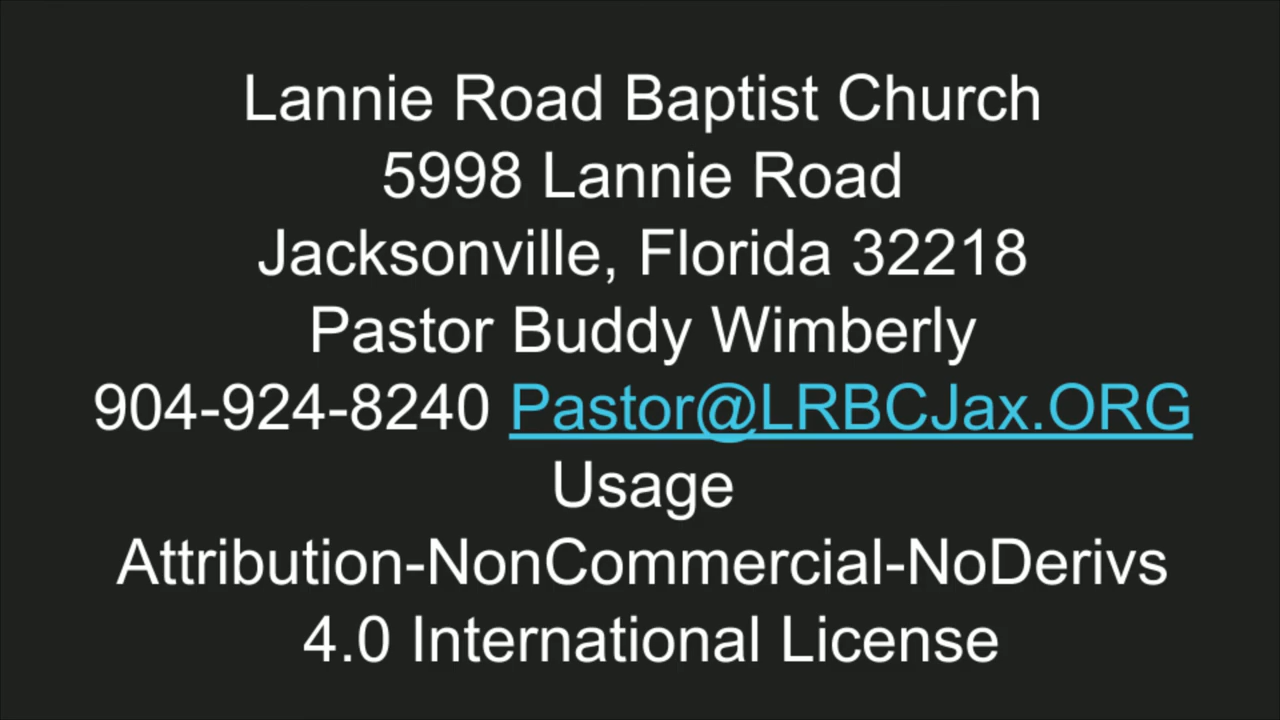 Lannie Road Baptist Church
5998 Lannie Road
Jacksonville, Florida 32218
Pastor Buddy Wimberly
904-924-8240 Pastor@LRBCJax.ORG
Usage
Attribution-NonCommercial-NoDerivs
4.0 International License